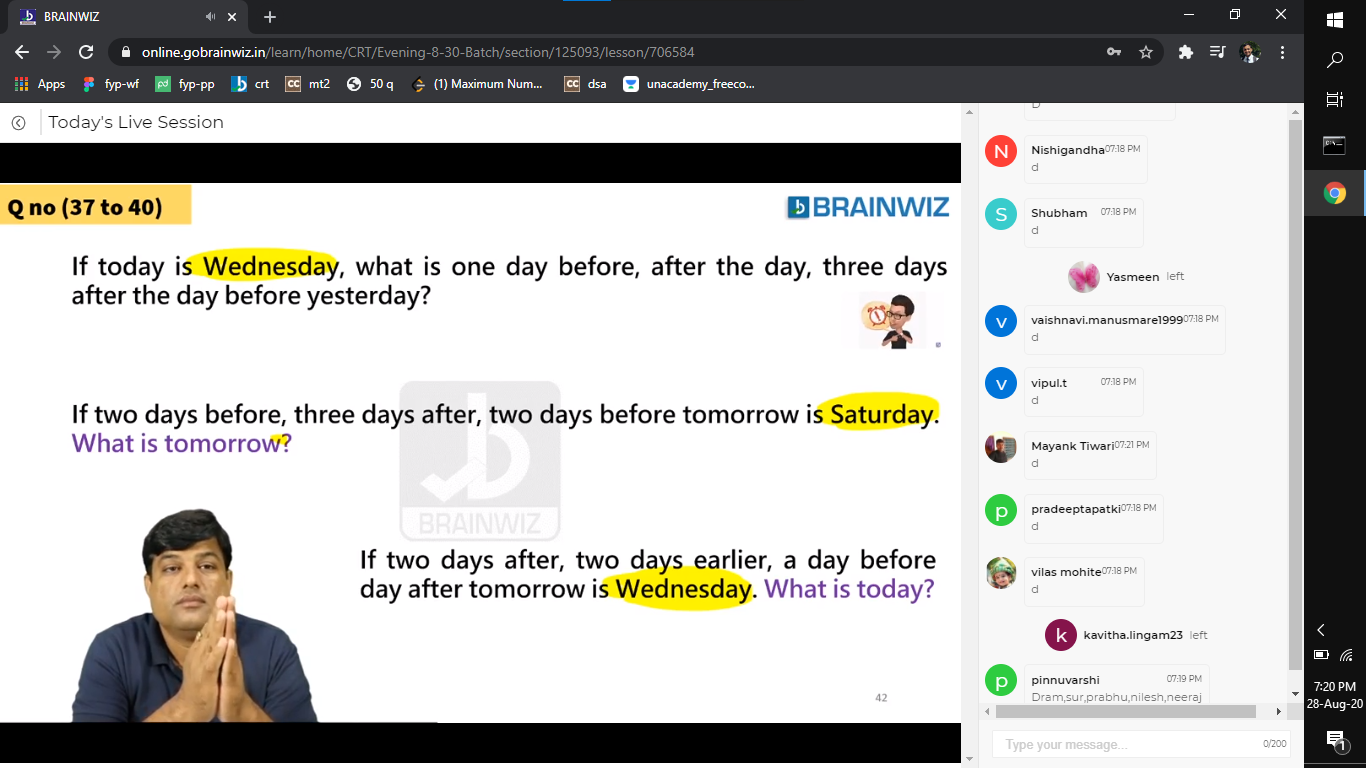 BRAINWIZ
online.gobrainwiz.in/learn/home/CRT/Evening-8-30-Batch/section/125093/lesson/706584
Apps fyp-wf fyp-pp crt mt2 50 q (1) Maximum Num... dsa unacademy_freeco...
Today's Live Session
Q no (37 to 40)
BRAINWIZ
If today is Wednesday, what is one day before, after the day, three days
after the day before yesterday?
If two days before, three days after, two days before tomorrow is Saturday.
What is tomorrow?
BRAINWIZ
If two days after, two days earlier, a day before
day after tomorrow is Wednesday. What is today?
42
D
N Nishigandha 07:18 PM
d
S Shubham 07:18 PM
d
Yasmeen left
v vaishnavi.manusmare1999 07:18 PM
d
v vipul.t 07:18 PM
d
Mayank Tiwari 07:21 PM
d
p pradeeptapatki 07:18 PM
d
vilas mohite 07:18 PM
d
k kavitha.lingam23 left
p pinnuvarshi 07:19 PM
Dram,sur,prabhu,nilesh,neeraj
Type your message... 0/200
7:20 PM
28-Aug-20
1